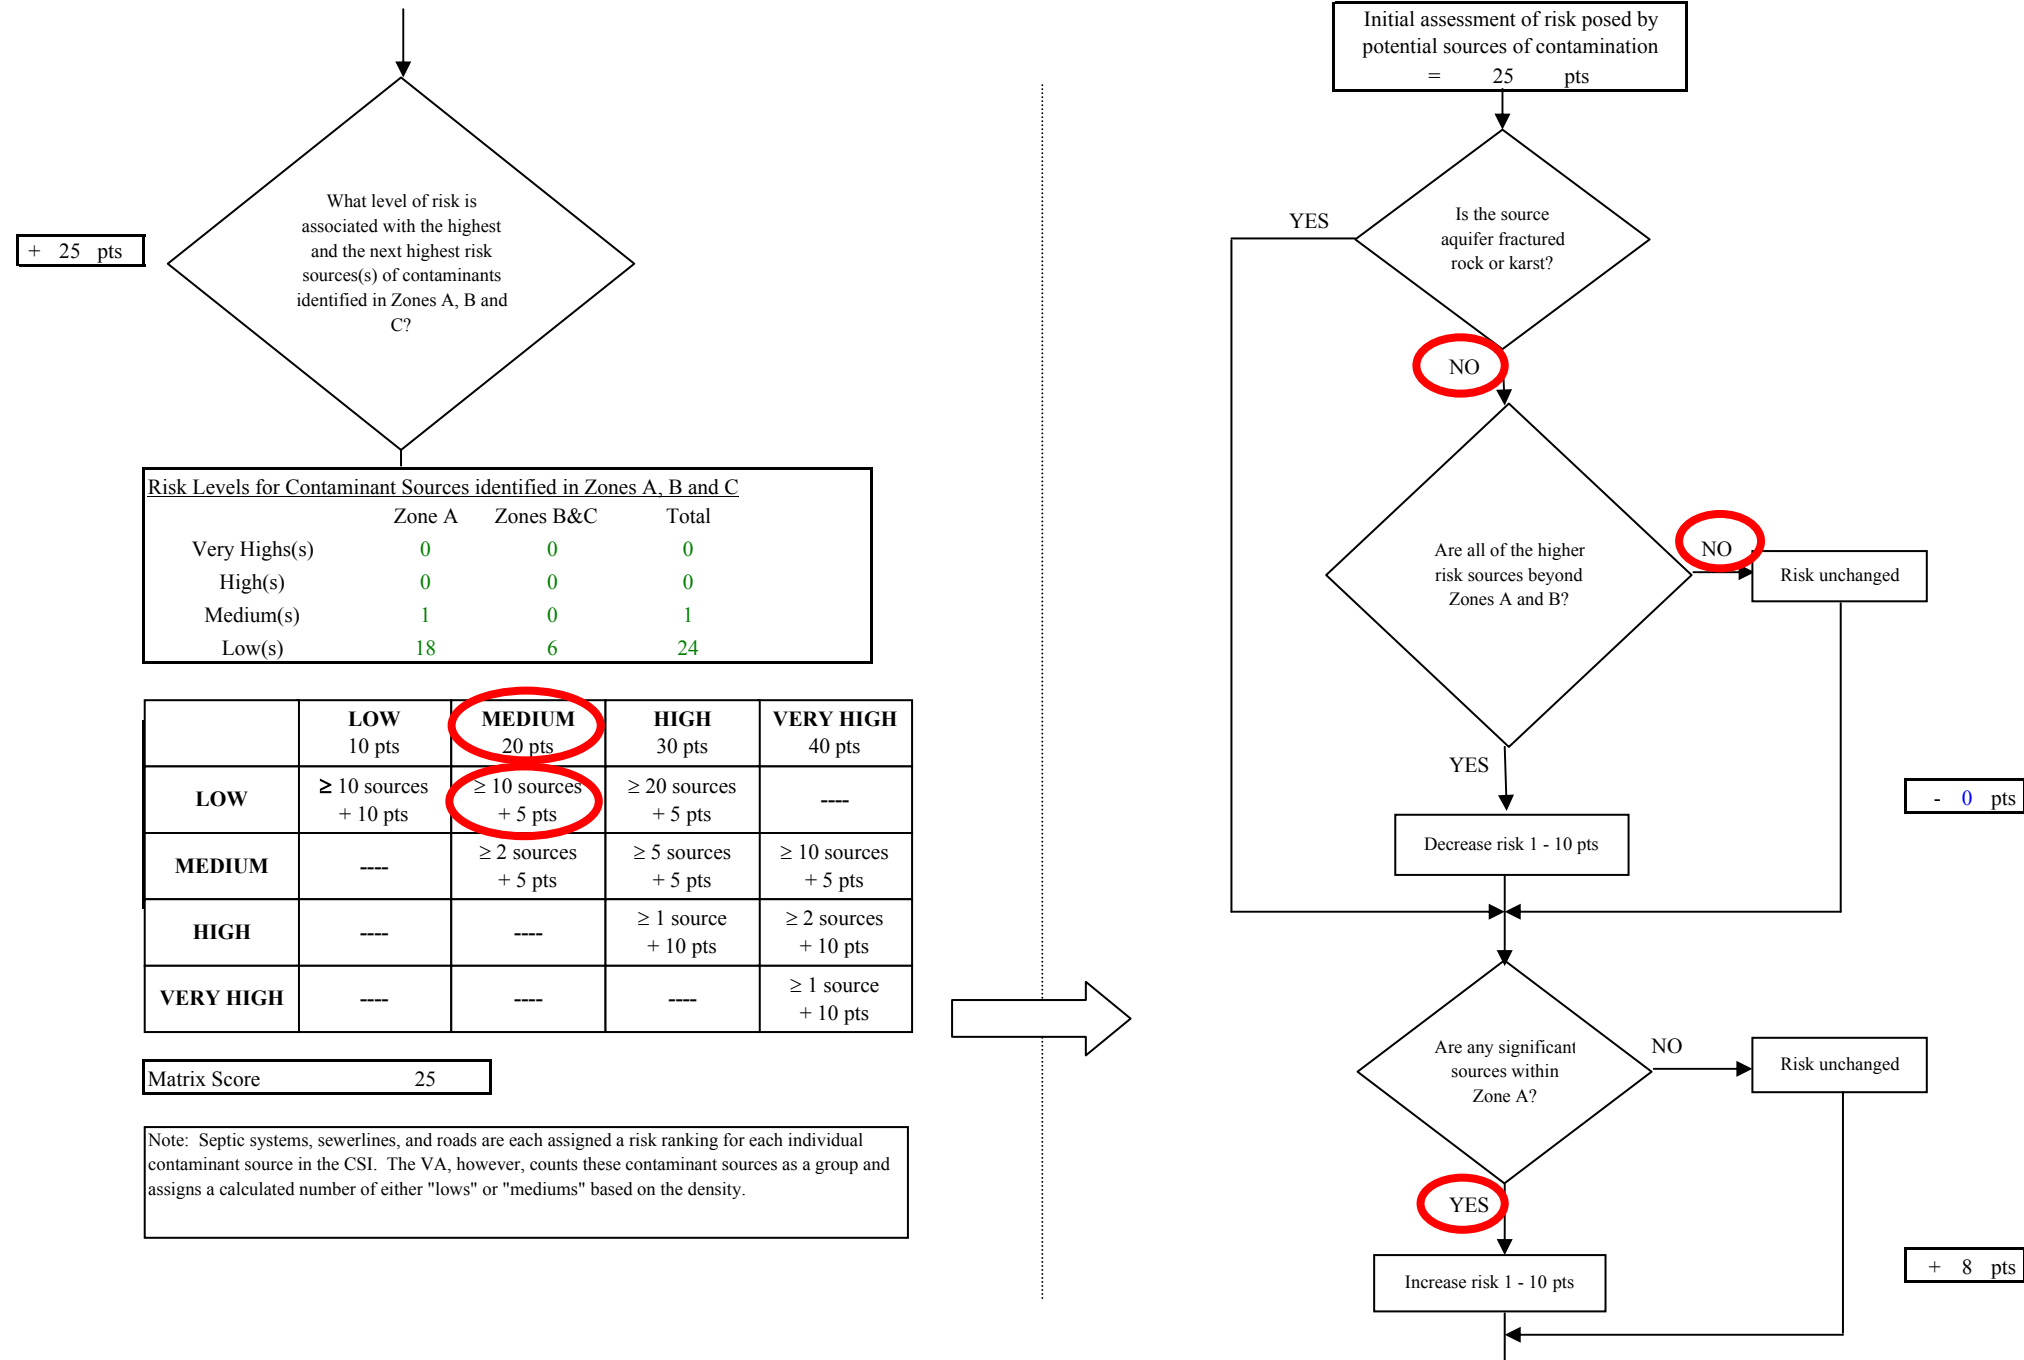 What level of risk is
associated with the highest
and the next highest risk
sources(s) of contaminants
identified in Zones A, B and
C?
+ 25 pts
Risk Levels for Contaminant Sources identified in Zones A, B and C
Zone A Zones B&C Total
Very Highs(s) 0 0 0
High(s) 0 0 0
Medium(s) 1 0 1
Low(s) 18 6 24
LOW MEDIUM HIGH VERY HIGH
10 pts 20 pts 30 pts 40 pts
LOW ≥ 10 sources ≥ 10 sources ≥ 20 sources ----
+ 10 pts + 5 pts + 5 pts
MEDIUM ---- ≥ 2 sources ≥ 5 sources ≥ 10 sources
+ 5 pts + 5 pts + 5 pts
HIGH ---- ---- ≥ 1 source ≥ 2 sources
+ 10 pts + 10 pts
VERY HIGH ---- ---- ---- ≥ 1 source
+ 10 pts
Matrix Score 25
Note: Septic systems, sewerlines, and roads are each assigned a risk ranking for each individual
contaminant source in the CSI. The VA, however, counts these contaminant sources as a group and
assigns a calculated number of either "lows" or "mediums" based on the density.
Initial assessment of risk posed by
potential sources of contamination
= 25 pts
Is the source
aquifer fractured
rock or karst?
YES
NO
Are all of the higher
risk sources beyond
Zones A and B?
NO
Risk unchanged
YES
- 0 pts
Decrease risk 1 - 10 pts
Are any significant
sources within
Zone A?
NO
Risk unchanged
YES
+ 8 pts
Increase risk 1 - 10 pts